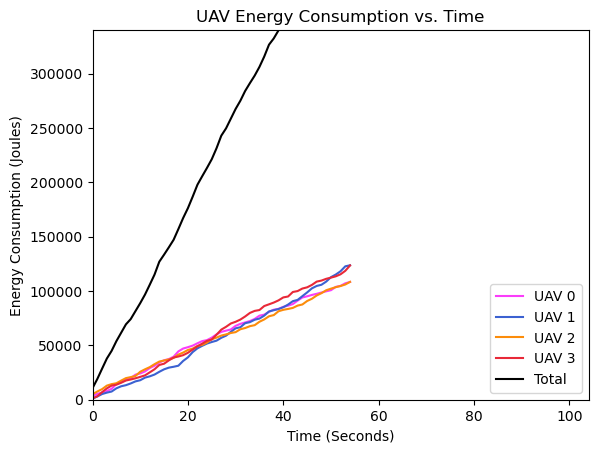 UAV Energy Consumption vs. Time
Energy Consumption (Joules)
300000
250000
200000
150000
100000
50000
0
0 20 40 60 80 100
Time (Seconds)
UAV 0
UAV 1
UAV 2
UAV 3
Total